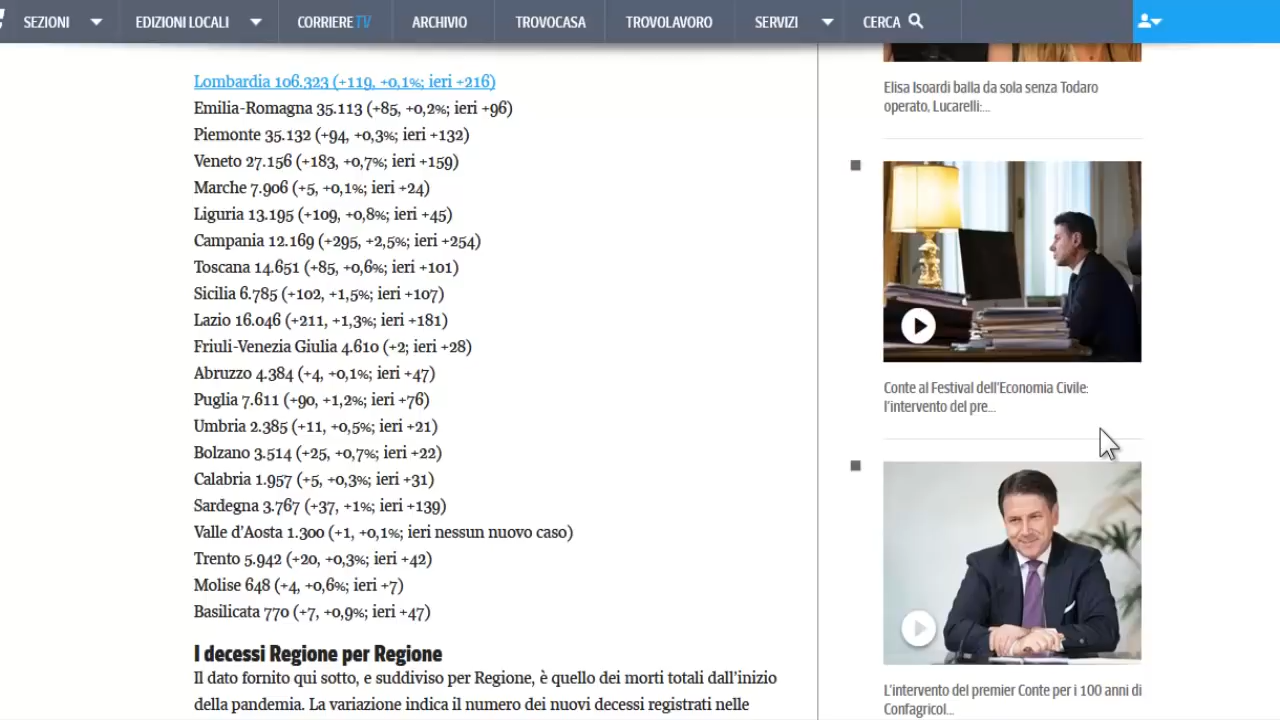 SEZIONI
EDIZIONI LOCALI
CORRIERE TV
ARCHIVIO
TROVOCASA
TROVOLAVORO
SERVIZI
CERCA
Lombardia 106.323 (+119, +0,1%; ieri +216)
Emilia-Romagna 35.113 (+85, +0,2%; ieri +96)
Piemonte 35.132 (+94, +0,3%; ieri +132)
Veneto 27.156 (+183, +0,7%; ieri +159)
Marche 7.906 (+5, +0,1%; ieri +24)
Liguria 13.195 (+109, +0,8%; ieri +45)
Campania 12.169 (+295, +2,5%; ieri +254)
Toscana 14.651 (+85, +0,6%; ieri +101)
Sicilia 6.785 (+102, +1,5%; ieri +107)
Lazio 16.046 (+211, +1,3%; ieri +181)
Friuli-Venezia Giulia 4.610 (+2; ieri +28)
Abruzzo 4.384 (+4, +0,1%; ieri +47)
Puglia 7.611 (+90, +1,2%; ieri +76)
Umbria 2.385 (+11, +0,5%; ieri +21)
Bolzano 3.514 (+25, +0,7%; ieri +22)
Calabria 1.957 (+5, +0,3%; ieri +31)
Sardegna 3.767 (+37, +1%; ieri +139)
Valle d'Aosta 1.300 (+1, +0,1%; ieri nessun nuovo caso)
Trento 5.942 (+20, +0,3%; ieri +42)
Molise 648 (+4, +0,6%; ieri +7)
Basilicata 770 (+7, +0,9%; ieri +47)
I decessi Regione per Regione
Il dato fornito qui sotto, e suddiviso per Regione, è quello dei morti totali dall'inizio
della pandemia. La variazione indica il numero dei nuovi decessi registrati nelle
Elisa Isoardi balla da sola senza Todaro
operato, Lucarelli:...
Conte al Festival dell'Economia Civile:
l'intervento del pre...
L'intervento del premier Conte per i 100 anni di
Confagricol...